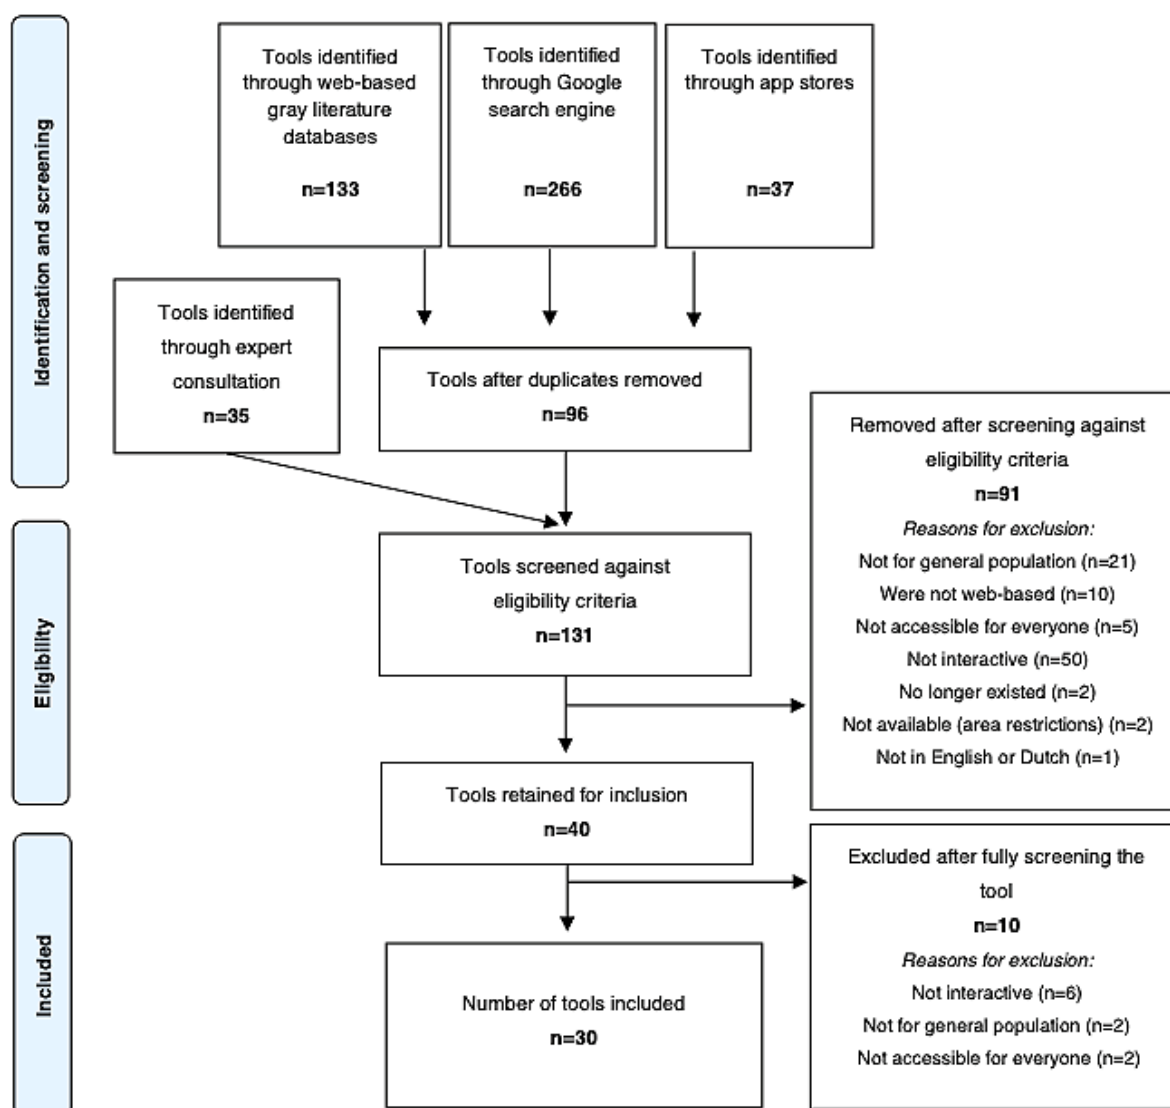 Identification and screening
Tools identified
through web-based
gray literature
databases
n=133
Tools identified
through Google
search engine
n=266
Tools identified
through app stores
n=37
Tools identified
through expert
consultation
n=35
Tools after duplicates removed
n=96
Eligibility
Tools screened against
eligibility criteria
n=131
Removed after screening against
eligibility criteria
n=91
Reasons for exclusion:
Not for general population (n=21)
Were not web-based (n=10)
Not accessible for everyone (n=5)
Not interactive (n=50)
No longer existed (n=2)
Not available (area restrictions) (n=2)
Not in English or Dutch (n=1)
Tools retained for inclusion
n=40
Included
Excluded after fully screening the
tool
n=10
Reasons for exclusion:
Not interactive (n=6)
Not for general population (n=2)
Not accessible for everyone (n=2)
Number of tools included
n=30